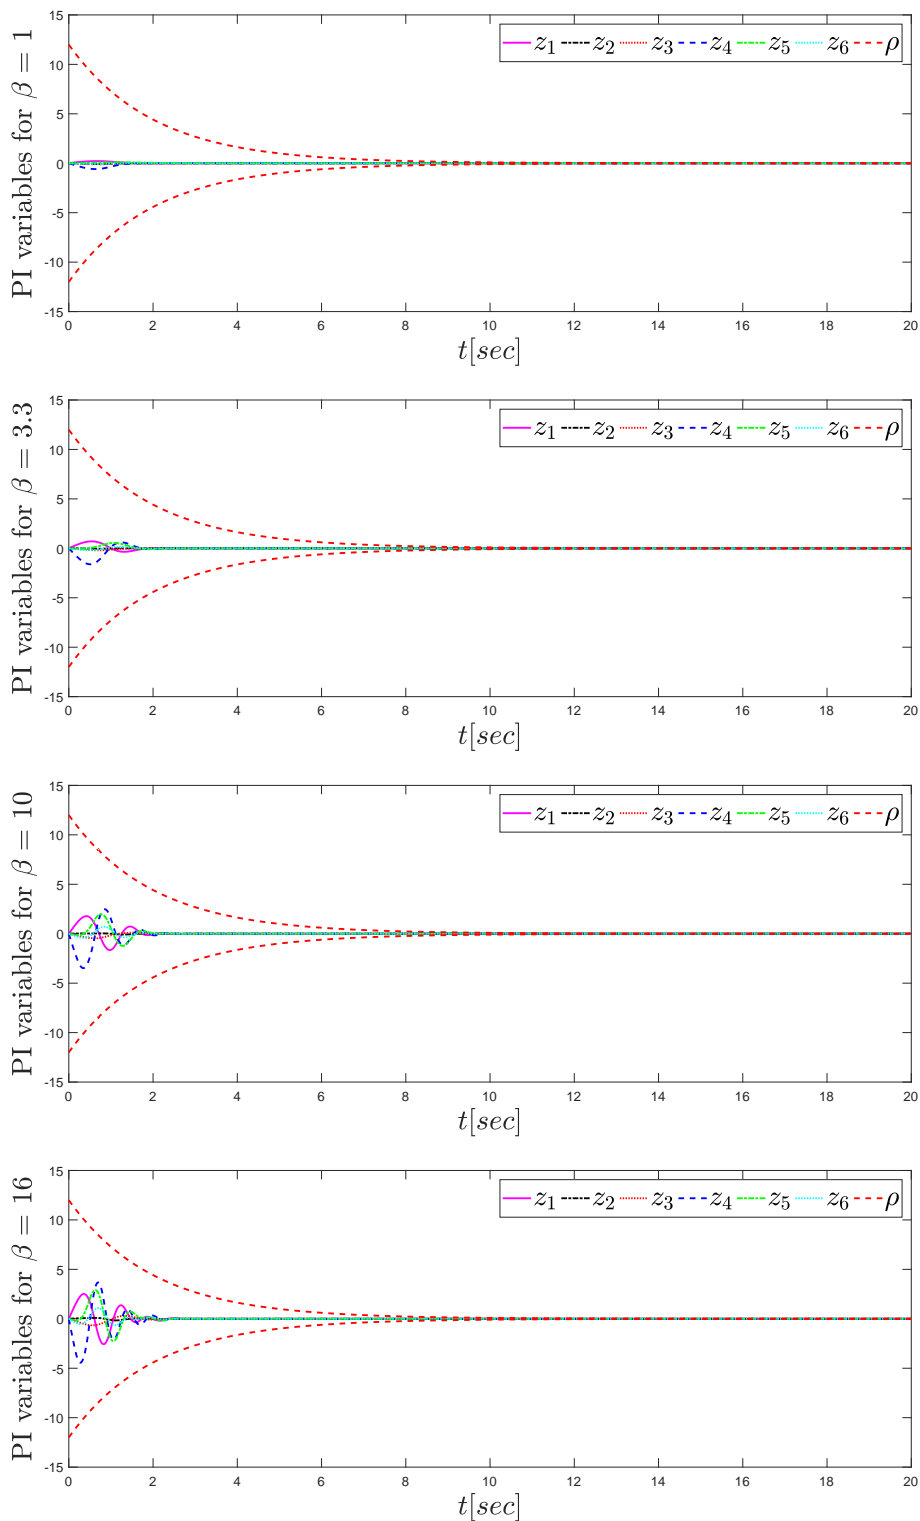 PI variables for β = 1
15
10
5
0
-5
-10
-15
z1 z2 z3 z4 z5 z6 ρ
0 2 4 6 8 10 12 14 16 18 20
t[sec]
PI variables for β = 3.3
15
10
5
0
-5
-10
-15
z1 z2 z3 z4 z5 z6 ρ
0 2 4 6 8 10 12 14 16 18 20
t[sec]
PI variables for β = 10
15
10
5
0
-5
-10
-15
z1 z2 z3 z4 z5 z6 ρ
0 2 4 6 8 10 12 14 16 18 20
t[sec]
PI variables for β = 16
15
10
5
0
-5
-10
-15
z1 z2 z3 z4 z5 z6 ρ
0 2 4 6 8 10 12 14 16 18 20
t[sec]